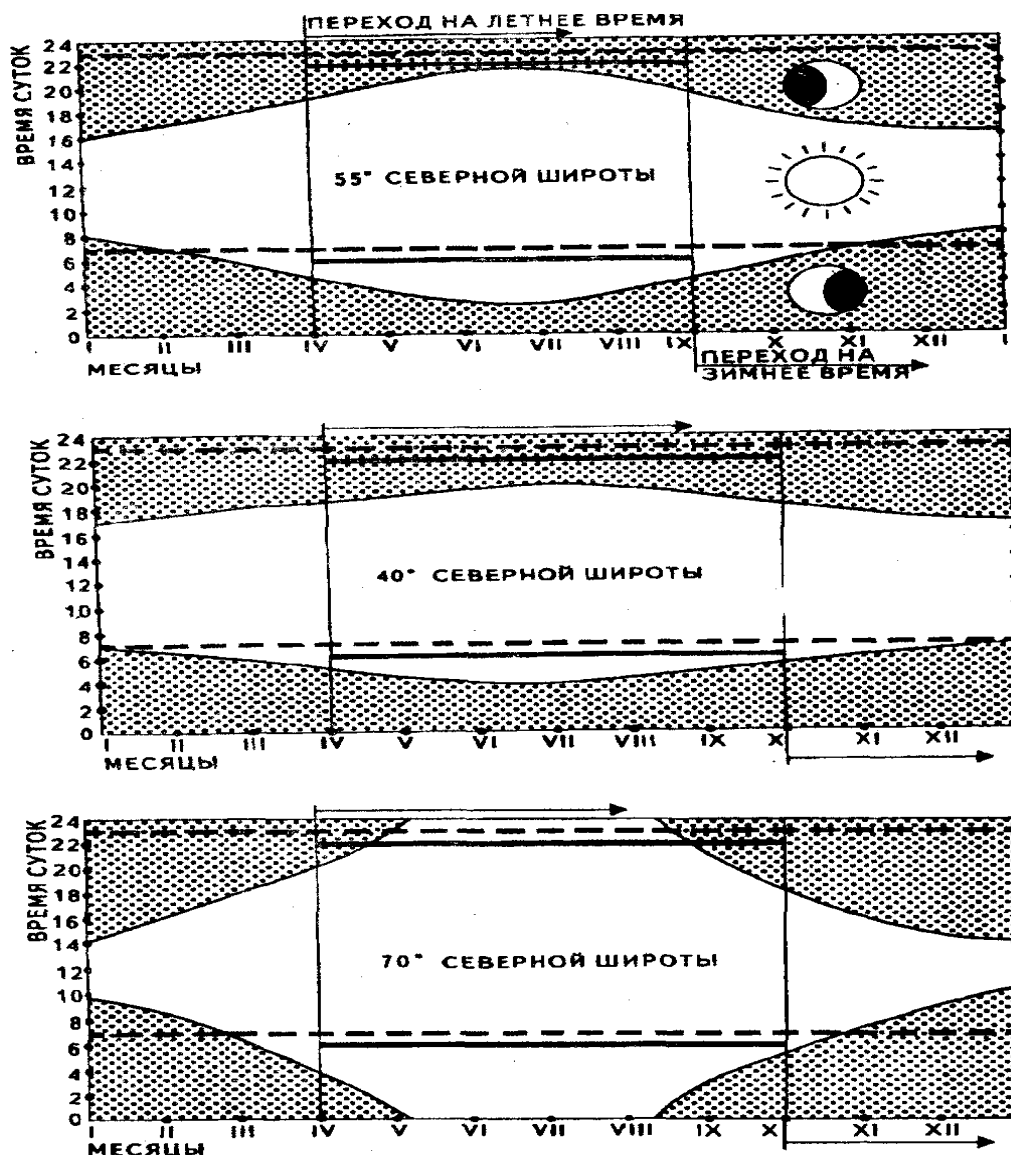 ПЕРЕХОД НА ЛЕТНЕЕ ВРЕМЯ
ВРЕМЯ СУТОК
24
22
20
18
16
14
12
10
8
6
4
2
0
55° СЕВЕРНОЙ ШИРОТЫ
I II III IV V VI VII VIII IX X XI XII I
МЕСЯЦЫ
ПЕРЕХОД НА
ЗИМНЕЕ ВРЕМЯ
ВРЕМЯ СУТОК
24
22
20
18
16
14
12
10
8
6
4
2
0
40° СЕВЕРНОЙ ШИРОТЫ
I II III IV V VI VII VIII IX X XI XII
МЕСЯЦЫ
ВРЕМЯ СУТОК
24
22
20
18
16
14
12
10
8
6
4
2
0
70° СЕВЕРНОЙ ШИРОТЫ
I II III IV V VI VII VIII IX X XI XII
МЕСЯЦЫ